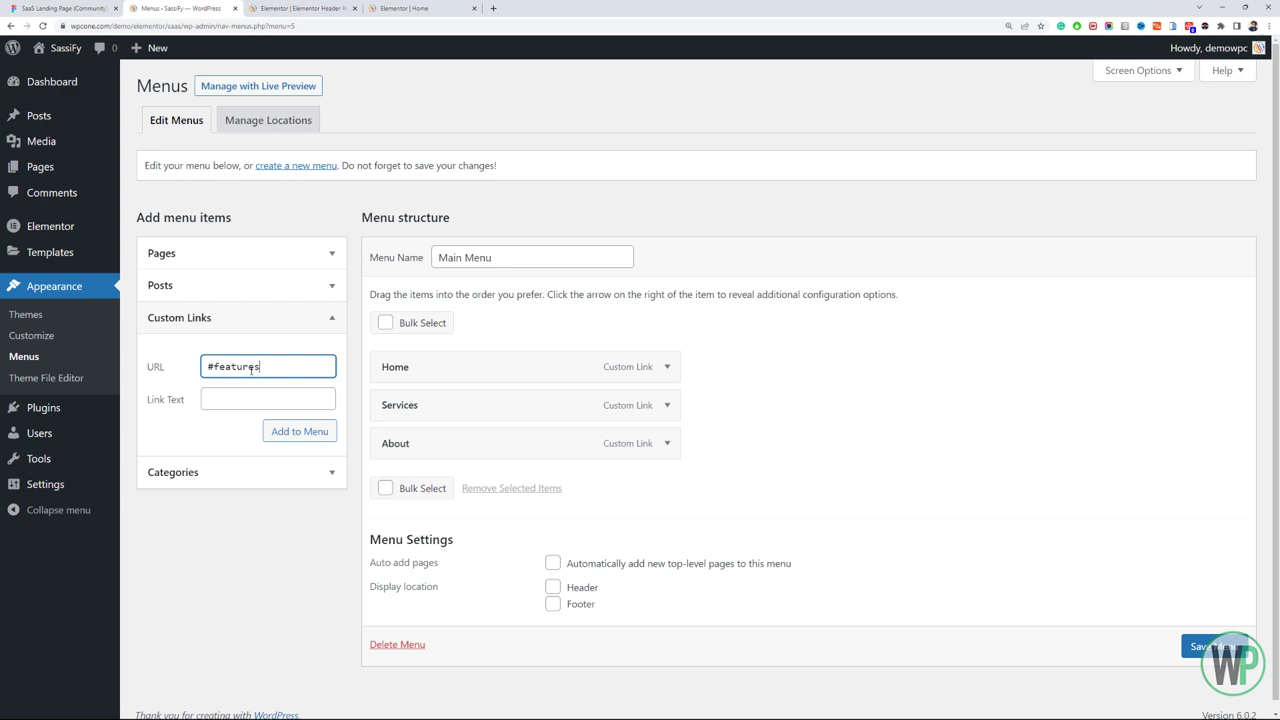 SaaS Landing Page (Community)
Menus ‹ SassiFy — WordPress
Elementor | Elementor Header
Elementor | Home
wpcone.com/demo/elementor/saas/wp-admin/nav-menus.php?menu=5
SassiFy 0 New Howdy, demowpc
Dashboard
Posts
Media
Pages
Comments
Elementor
Templates
Appearance
Themes
Customize
Menus
Theme File Editor
Plugins
Users
Tools
Settings
Collapse menu
Screen Options Help
Menus Manage with Live Preview
Edit Menus Manage Locations
Edit your menu below, or create a new menu. Do not forget to save your changes!
Add menu items
Pages
Posts
Custom Links
URL #features
Link Text
Add to Menu
Categories
Menu structure
Menu Name Main Menu
Drag the items into the order you prefer. Click the arrow on the right of the item to reveal additional configuration options.
Bulk Select
Home Custom Link
Services Custom Link
About Custom Link
Bulk Select Remove Selected Items
Menu Settings
Auto add pages Automatically add new top-level pages to this menu
Display location Header
Footer
Delete Menu Save Menu
WP
Thank you for creating with WordPress. Version 6.0.2